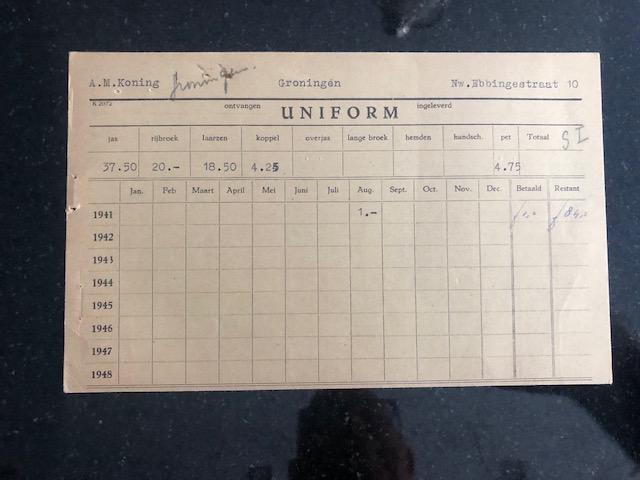 A.M.Koning Groningen. Groningen Nw.Ebbingestraat 10
K 2072 ontvangen ingeleverd
UNIFORM
jas rijbroek laarzen koppel overjas lange broek hemden handsch. pet Totaal S I
37.50 20.- 18.50 4.25 4.75
Jan. Feb Maart April Mei Juni Juli Aug. Sept. Oct. Nov. Dec. Betaald Restant
1941 1.-
1942
1943
1944
1945
1946
1947
1948